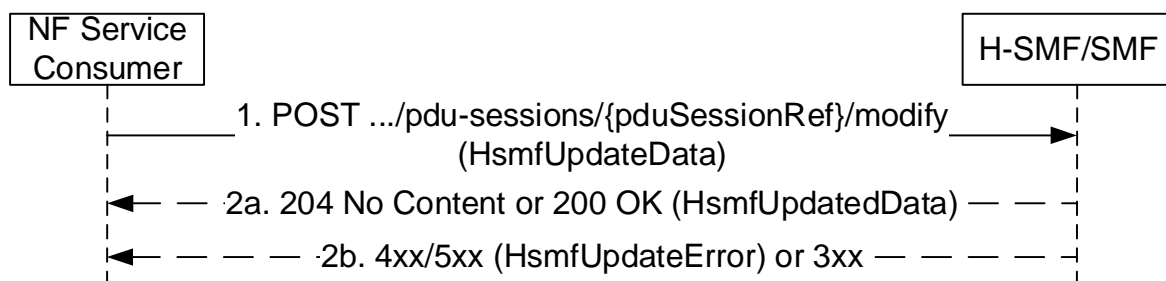 NF Service
Consumer
H-SMF/SMF
1. POST .../pdu-sessions/{pduSessionRef}/modify
(HsmfUpdateData)
2a. 204 No Content or 200 OK (HsmfUpdatedData)
2b. 4xx/5xx (HsmfUpdateError) or 3xx